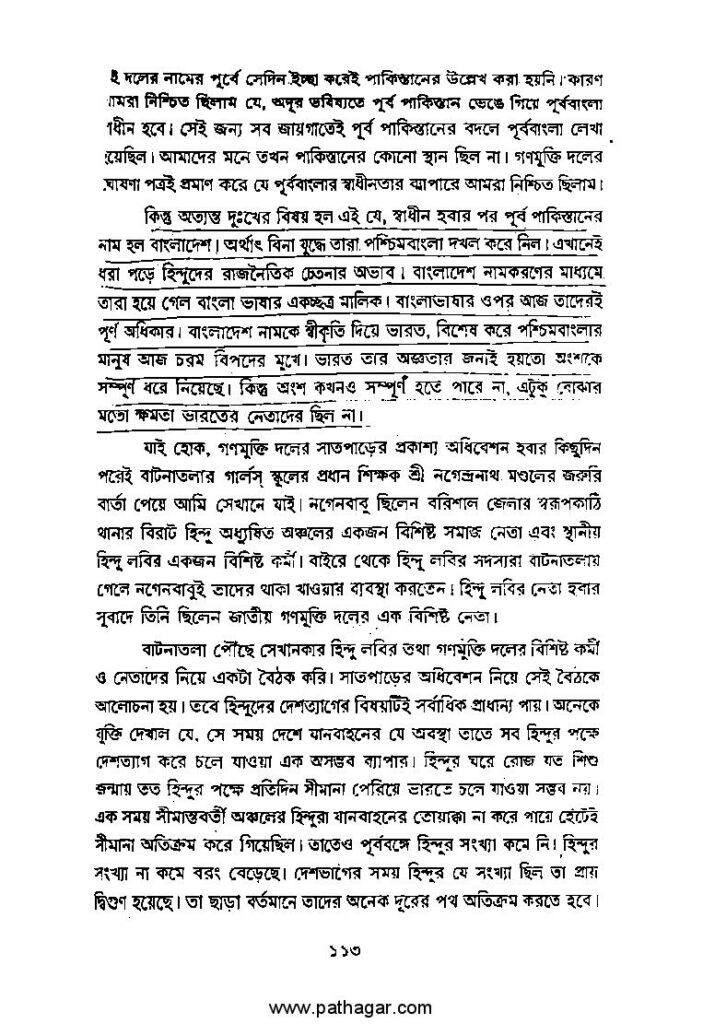 ই দলের নামের পূর্বে সেদিন ইচ্ছা করেই পাকিস্তানের উল্লেখ করা হয়নি। কারণ
ামরা নিশ্চিত ছিলাম যে, অদূর ভবিষ্যতে পূর্ব পাকিস্তান ভেঙে গিয়ে পূর্ববাংলা
াধীন হবে। সেই জন্য সব জায়গাতেই পূর্ব পাকিস্তানের বদলে পূর্ববাংলা লেখা
য়েছিল। আমাদের মনে তখন পাকিস্তানের কোনো স্থান ছিল না। গণমুক্তি দলের
ঘোষণা পত্রই প্রমাণ করে যে পূর্ববাংলার স্বাধীনতার ব্যাপারে আমরা নিশ্চিত ছিলাম।
কিন্তু অত্যন্ত দুঃখের বিষয় হল এই যে, স্বাধীন হবার পর পূর্ব পাকিস্তানের
নাম হল বাংলাদেশ। অর্থাৎ বিনা যুদ্ধে তারা পশ্চিমবাংলা দখল করে নিল। এখানেই
ধরা পড়ে হিন্দুদের রাজনৈতিক চেতনার অভাব। বাংলাদেশ নামকরণের মাধ্যমে
তারা হয়ে গেল বাংলা ভাষার একচ্ছত্র মালিক। বাংলাভাষার ওপর আজ তাদেরই
পূর্ণ অধিকার। বাংলাদেশ নামকে স্বীকৃতি দিয়ে ভারত, বিশেষ করে পশ্চিমবাংলার
মানুষ আজ চরম বিপদের মুখে। ভারত তার অজ্ঞতার জন্যই হয়তো অংশকে
সম্পূর্ণ ধরে নিয়েছে। কিন্তু অংশ কখনও সম্পূর্ণ হতে পারে না, এটুকু বোঝার
মতো ক্ষমতা ভারতের নেতাদের ছিল না।
যাই হোক, গণমুক্তি দলের সাতপাড়ের প্রকাশ্য অধিবেশন হবার কিছুদিন
পরেই বাটনাতলার গার্লস্ স্কুলের প্রধান শিক্ষক শ্রী নগেন্দ্রনাথ মণ্ডলের জরুরি
বার্তা পেয়ে আমি সেখানে যাই। নগেনবাবু ছিলেন বরিশাল জেলার স্বরূপকাঠি
থানার বিরাট হিন্দু অধ্যুষিত অঞ্চলের একজন বিশিষ্ট সমাজ নেতা এবং স্থানীয়
হিন্দু লবির একজন বিশিষ্ট কর্মী। বাইরে থেকে হিন্দু লবির সদস্যরা বাটনাতলায়
গেলে নগেনবাবুই তাদের থাকা খাওয়ার ব্যবস্থা করতেন। হিন্দু লবির নেতা হবার
সুবাদে তিনি ছিলেন জাতীয় গণমুক্তি দলের এক বিশিষ্ট নেতা।
বাটনাতলা পৌঁছে সেখানকার হিন্দু লবির তথা গণমুক্তি দলের বিশিষ্ট কর্মী
ও নেতাদের নিয়ে একটা বৈঠক করি। সাতপাড়ের অধিবেশন নিয়ে সেই বৈঠকে
আলোচনা হয়। তবে হিন্দুদের দেশত্যাগের বিষয়টিই সর্বাধিক প্রাধান্য পায়। অনেকে
যুক্তি দেখাল যে, সে সময় দেশে যানবাহনের যে অবস্থা তাতে সব হিন্দুর পক্ষে
দেশত্যাগ করে চলে যাওয়া এক অসম্ভব ব্যাপার। হিন্দুর ঘরে রোজ যত শিশু
জন্মায় তত হিন্দুর পক্ষে প্রতিদিন সীমানা পেরিয়ে ভারতে চলে যাওয়া সম্ভব নয়।
এক সময় সীমান্তবর্তী অঞ্চলের হিন্দুরা যানবাহনের তোয়াক্কা না করে পায়ে হেঁটেই
সীমানা অতিক্রম করে গিয়েছিল। তাতেও পূর্ববঙ্গে হিন্দুর সংখ্যা কমে নি। হিন্দুর
সংখ্যা না কমে বরং বেড়েছে। দেশভাগের সময় হিন্দুর যে সংখ্যা ছিল তা প্রায়
দ্বিগুণ হয়েছে। তা ছাড়া বর্তমানে তাদের অনেক দূরের পথ অতিক্রম করতে হবে।
১১৩
www.pathagar.com